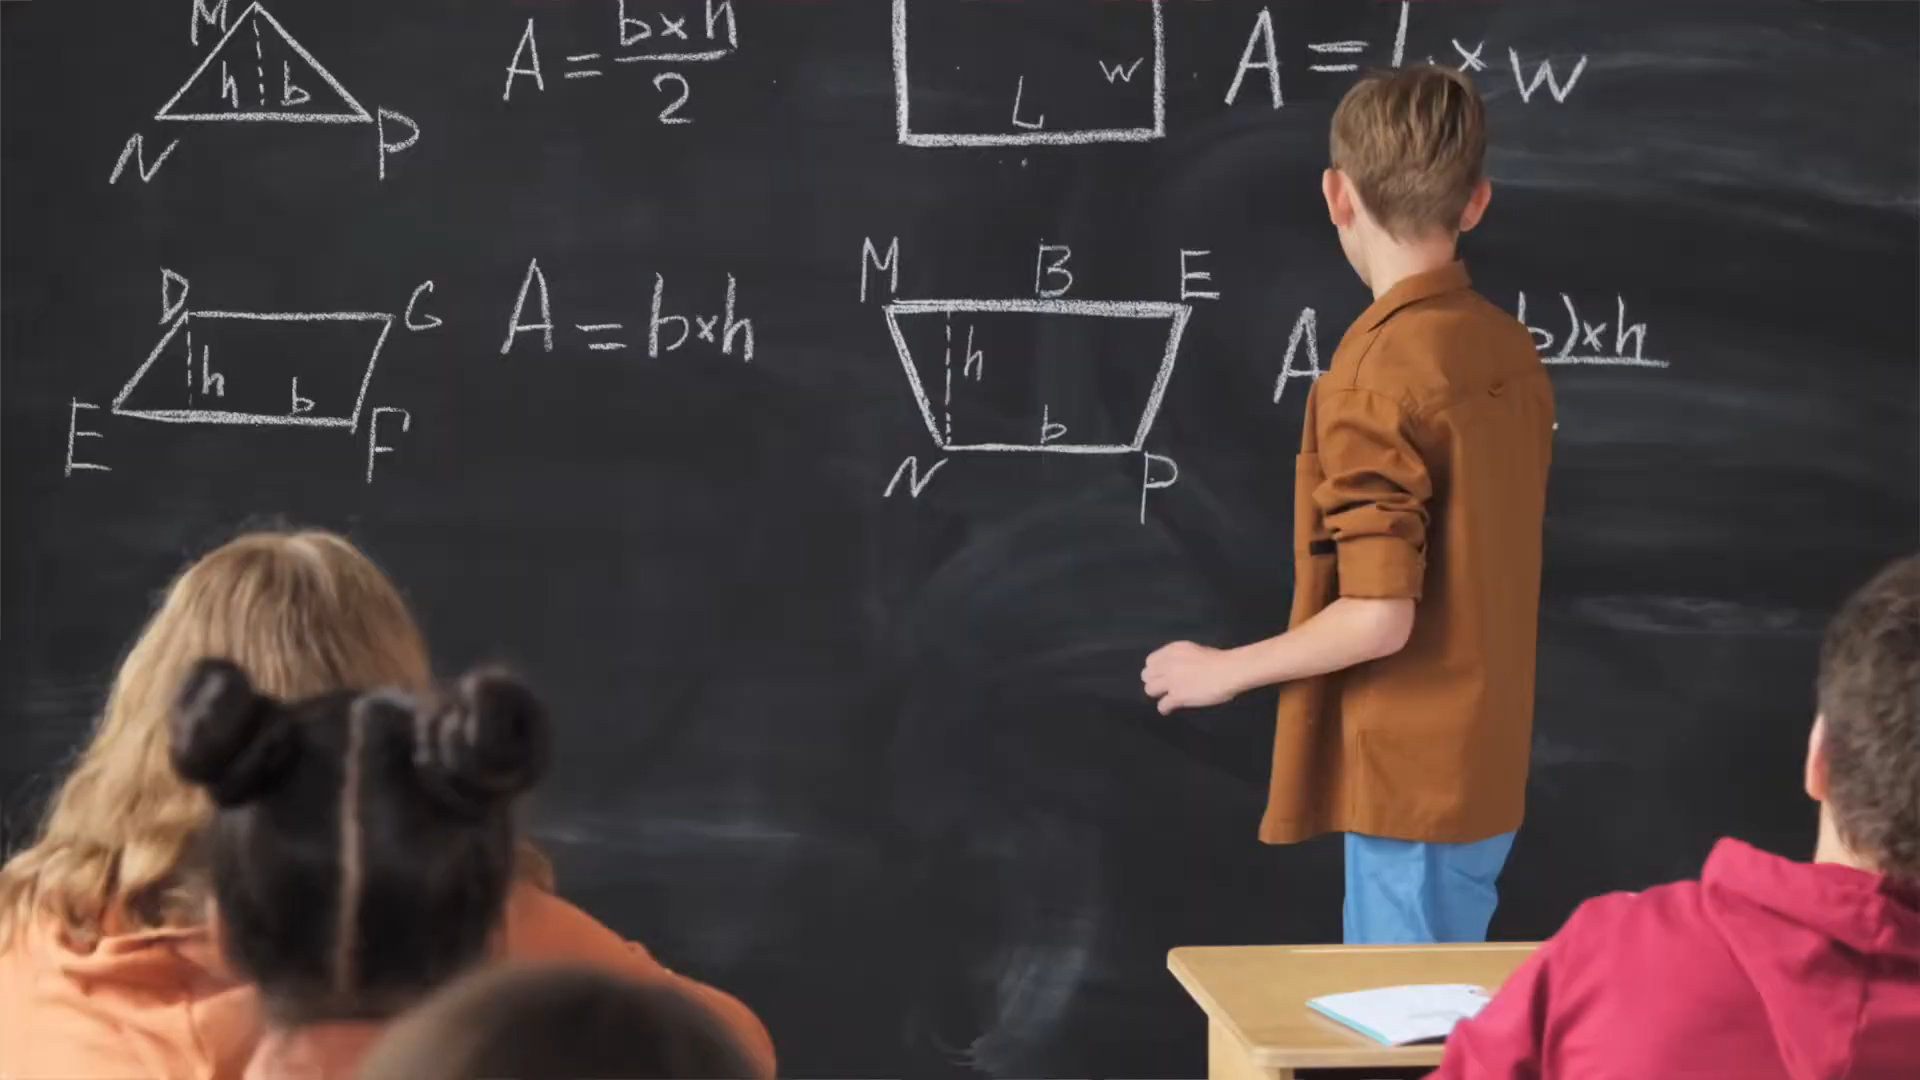 M
h b
N P
A = b×h/2
W
L
A = L × W
D G
h
b
E F
A = b×h
M B E
h
b
N P
A b)×h